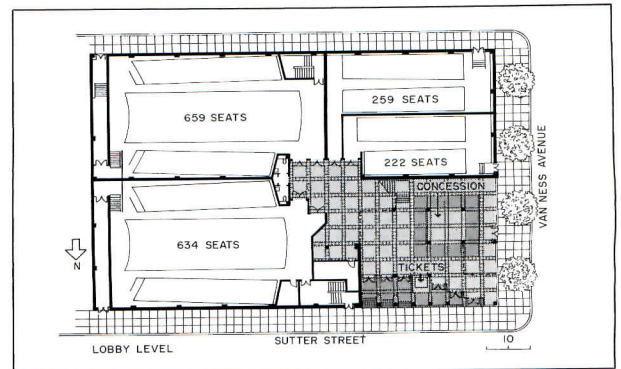 659 SEATS
259 SEATS
222 SEATS
CONCESSION
VAN NESS AVENUE
634 SEATS
TICKETS
N
LOBBY LEVEL
SUTTER STREET
10